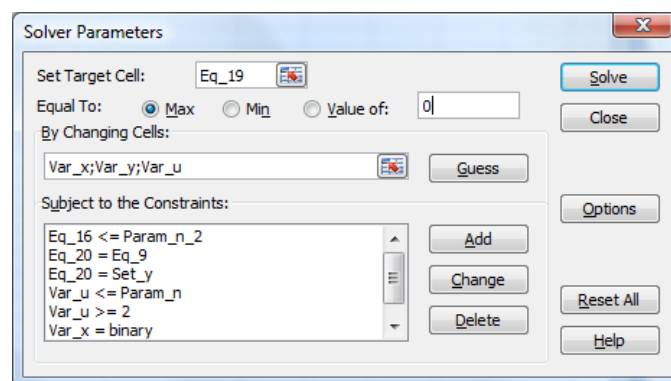 Solver Parameters
Set Target Cell: Eq_19 Solve
Equal To: Max Min Value of: 0 Close
By Changing Cells:
Var_x;Var_y;Var_u Guess
Subject to the Constraints: Options
Eq_16 <= Param_n_2 Add
Eq_20 = Eq_9
Eq_20 = Set_y Change
Var_u <= Param_n Reset All
Var_u >= 2 Delete
Var_x = binary Help